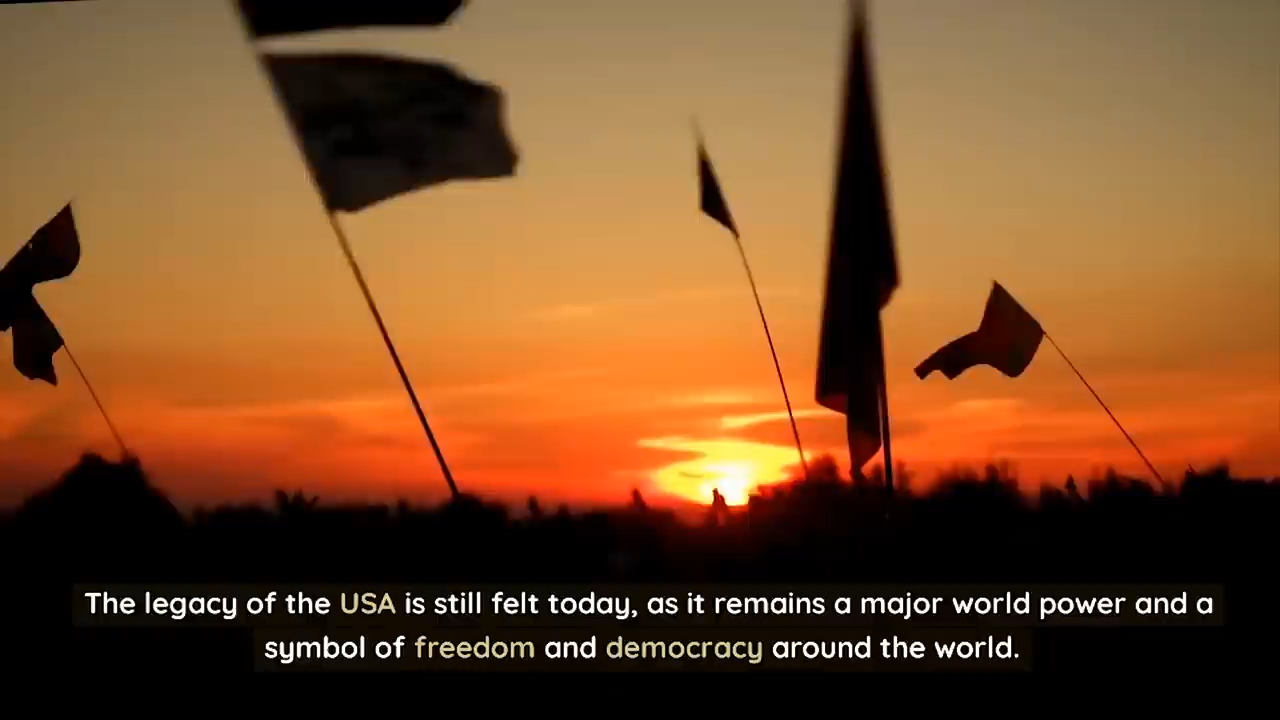 The legacy of the USA is still felt today, as it remains a major world power and a
symbol of freedom and democracy around the world.